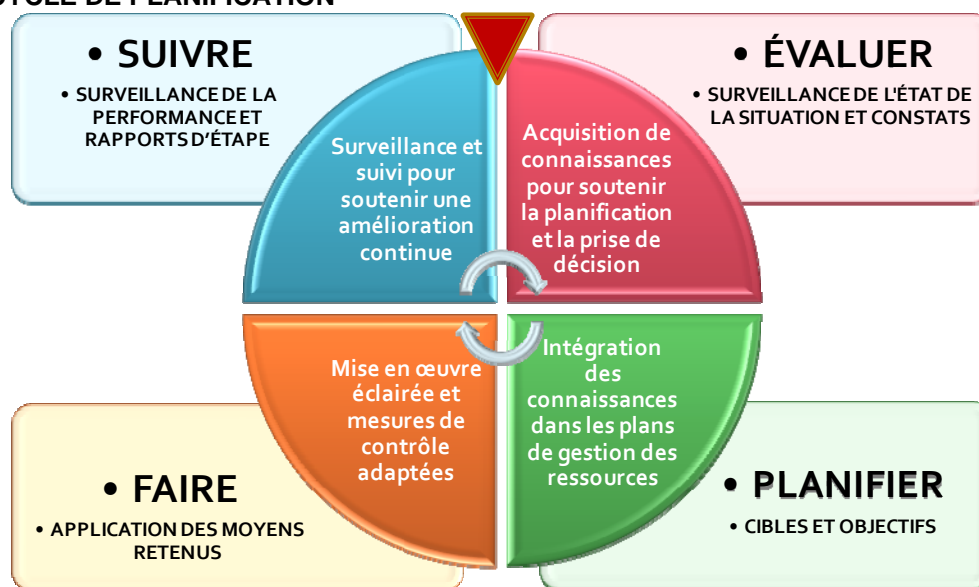 DE PLANIFICATION
• SUIVRE
• SURVEILLANCE DE LA
PERFORMANCE ET
RAPPORTS D’ÉTAPE
• ÉVALUER
• SURVEILLANCE DE L'ÉTAT DE
LA SITUATION ET CONSTATS
Surveillance et
suivi pour
soutenir une
amélioration
continue
Acquisition de
connaissances
pour soutenir
la planification
et la prise de
décision
Mise en œuvre
éclairée et
mesures de
contrôle
adaptées
Intégration
des
connaissances
dans les plans
de gestion des
ressources
• FAIRE
• APPLICATION DES MOYENS
RETENUS
• PLANIFIER
• CIBLES ET OBJECTIFS